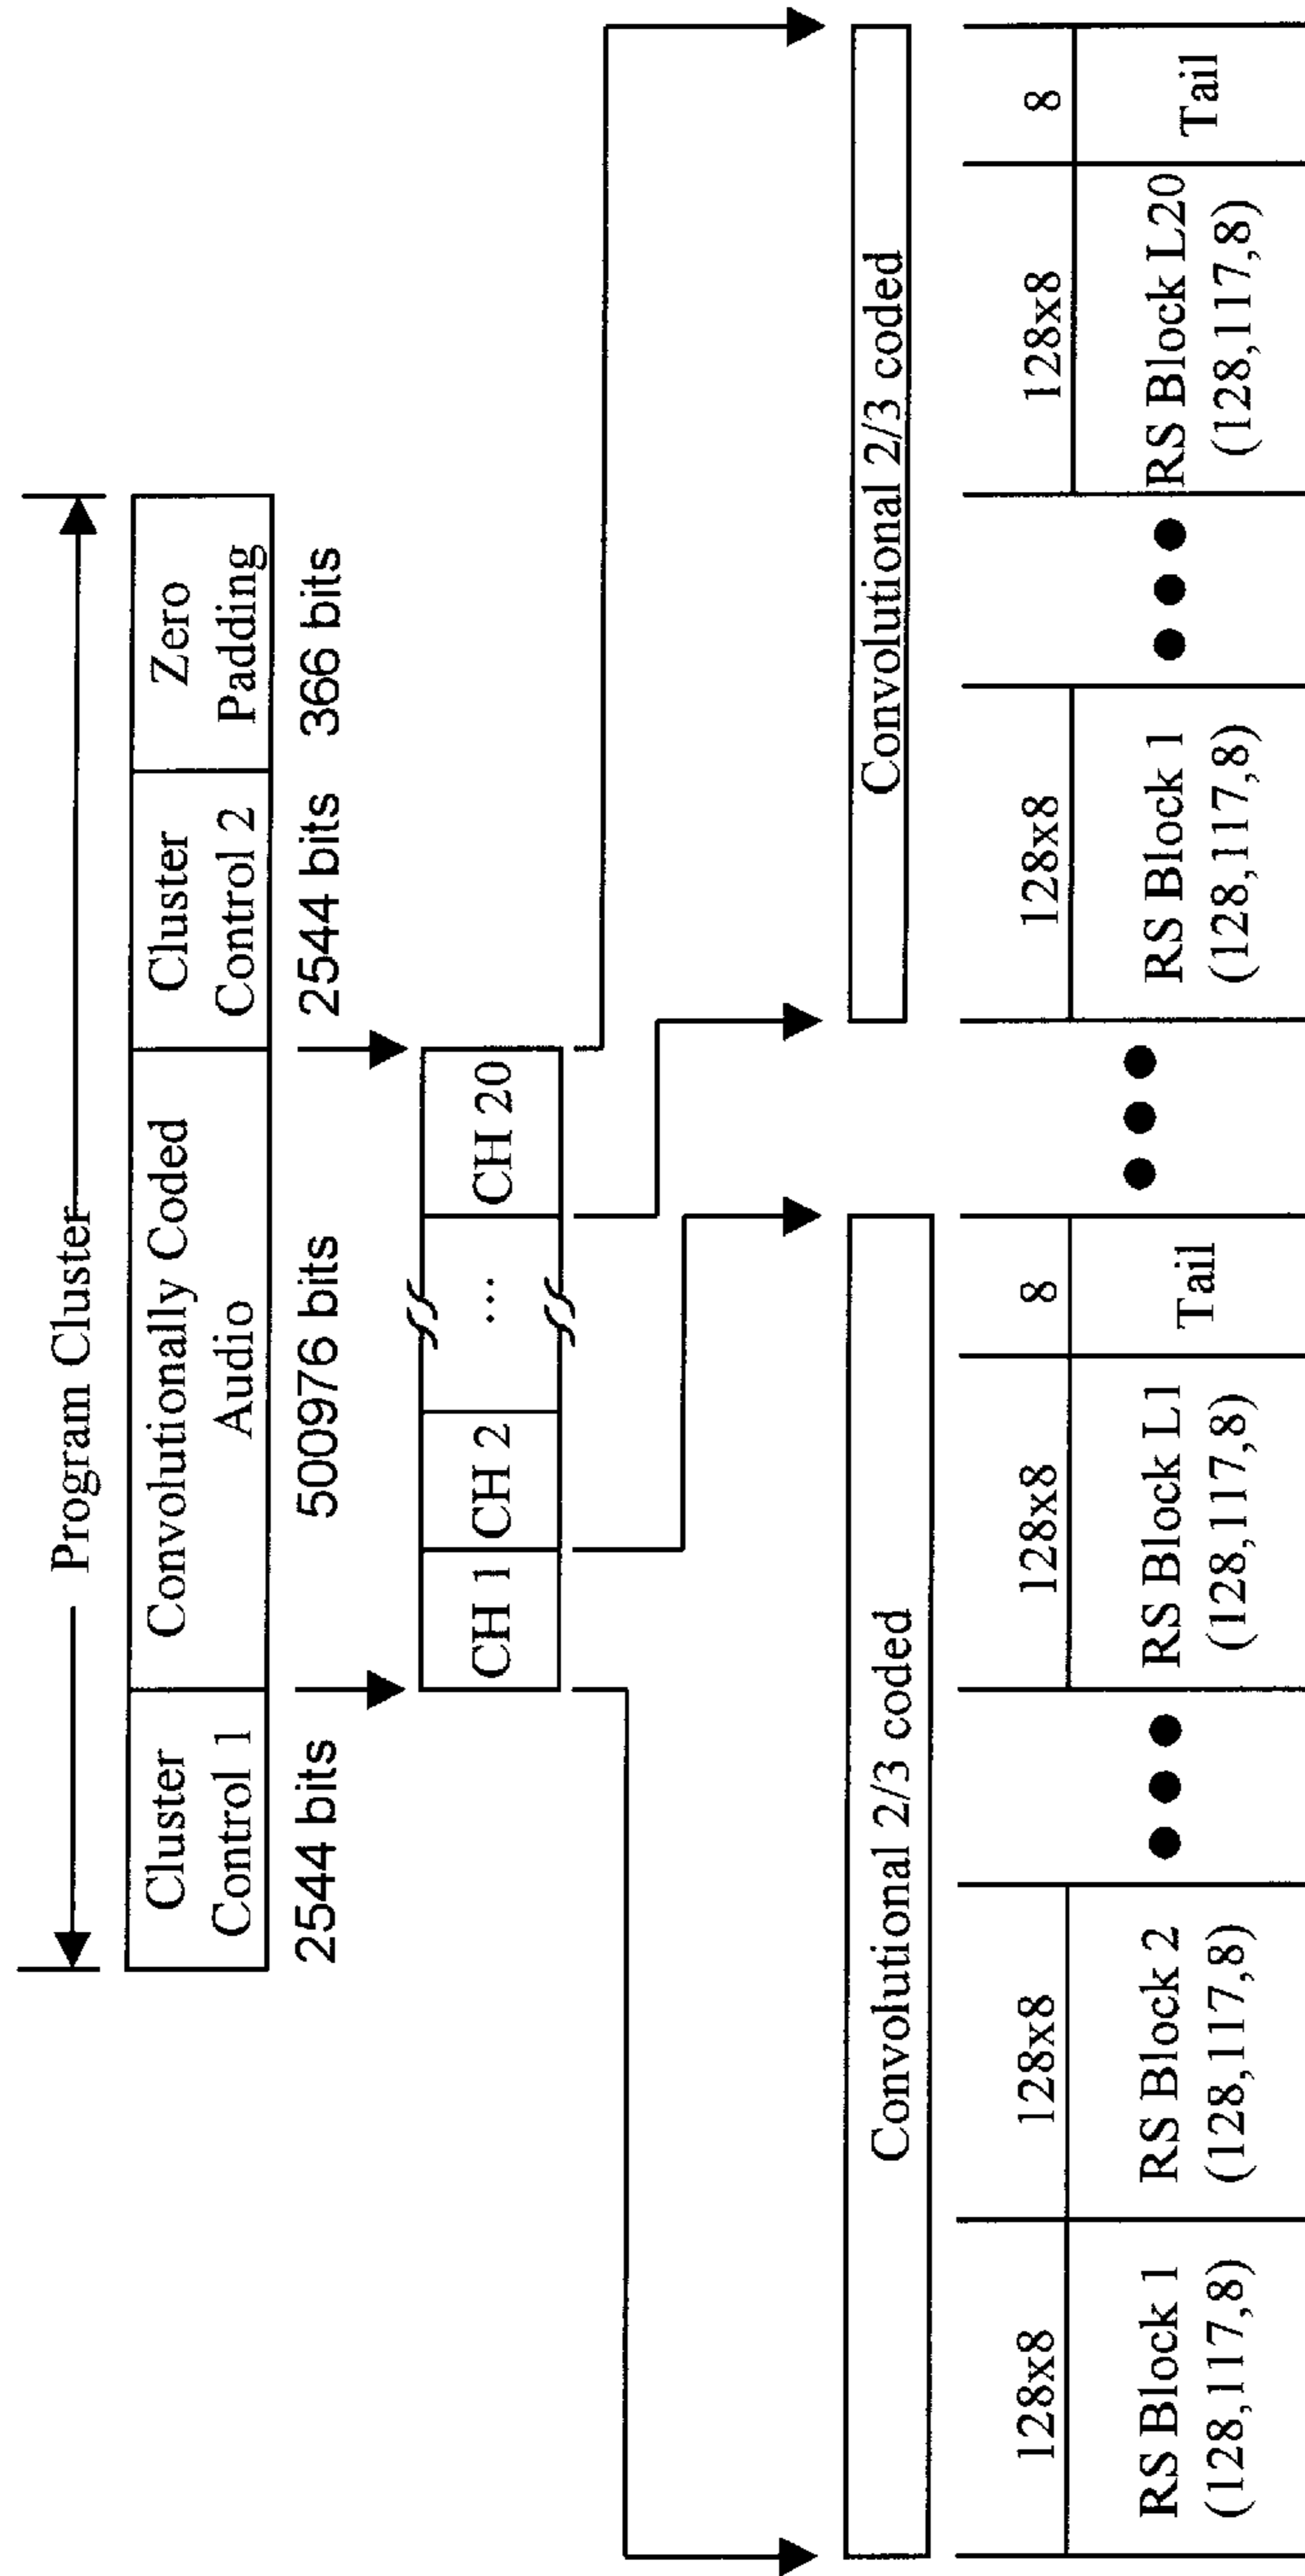 Program Cluster
Cluster
Control 1
Convolutionally Coded
Audio
Cluster
Control 2
Zero
Padding
2544 bits
500976 bits
2544 bits
366 bits
CH 1
CH 2
...
CH 20
Convolutional 2/3 coded
Convolutional 2/3 coded
128x8
128x8
128x8
8
128x8
128x8
8
RS Block 1
(128,117,8)
RS Block 2
(128,117,8)
RS Block L1
(128,117,8)
Tail
RS Block 1
(128,117,8)
RS Block L20
(128,117,8)
Tail